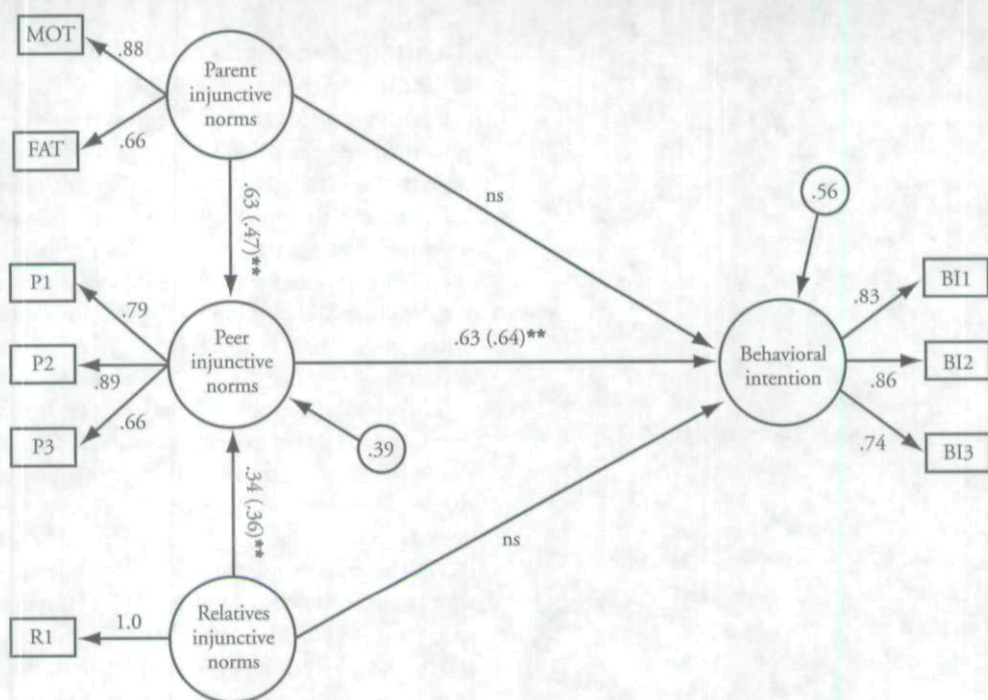 MOT
.88
Parent
injunctive
norms
FAT
.66
.63 (.47)**
ns
.56
P1
.79
P2
.89
P3
.66
Peer
injunctive
norms
.63 (.64)**
Behavioral
intention
.83
BI1
.86
BI2
.74
BI3
.39
.34 (.36)**
ns
R1
1.0
Relatives
injunctive
norms